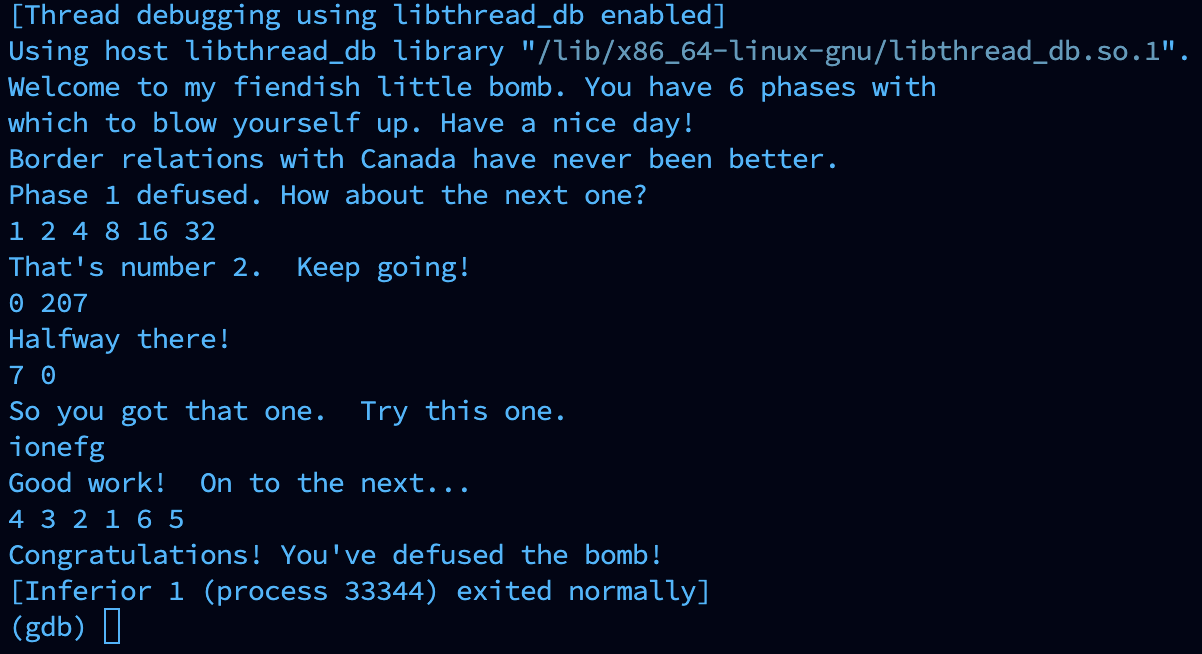 [Thread debugging using libthread_db enabled]
Using host libthread_db library "/lib/x86_64-linux-gnu/libthread_db.so.1".
Welcome to my fiendish little bomb. You have 6 phases with
which to blow yourself up. Have a nice day!
Border relations with Canada have never been better.
Phase 1 defused. How about the next one?
1 2 4 8 16 32
That's number 2.  Keep going!
0 207
Halfway there!
7 0
So you got that one.  Try this one.
ionefg
Good work!  On to the next...
4 3 2 1 6 5
Congratulations! You've defused the bomb!
[Inferior 1 (process 33344) exited normally]
(gdb)